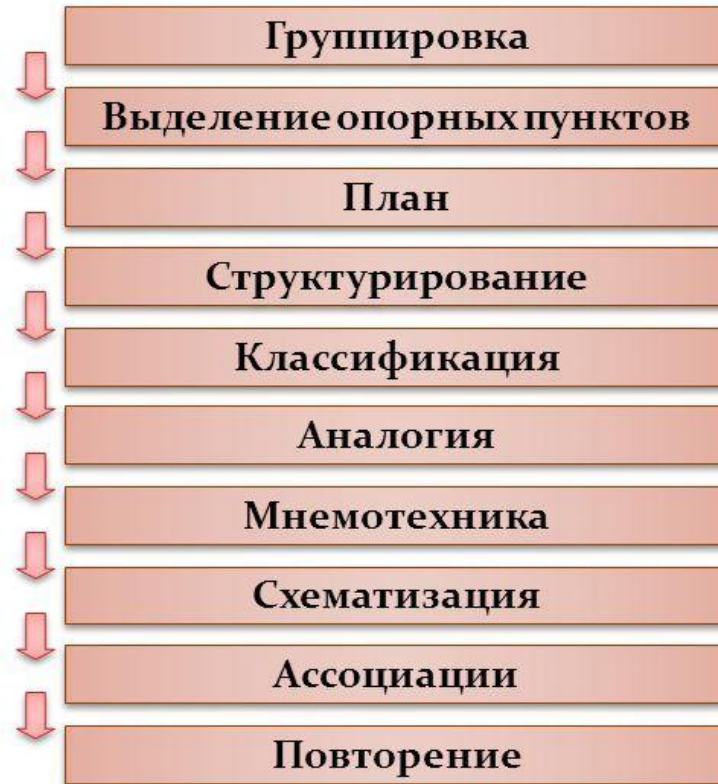 Группировка
Выделение опорных пунктов
План
Структурирование
Классификация
Аналогия
Мнемотехника
Схематизация
Ассоциации
Повторение